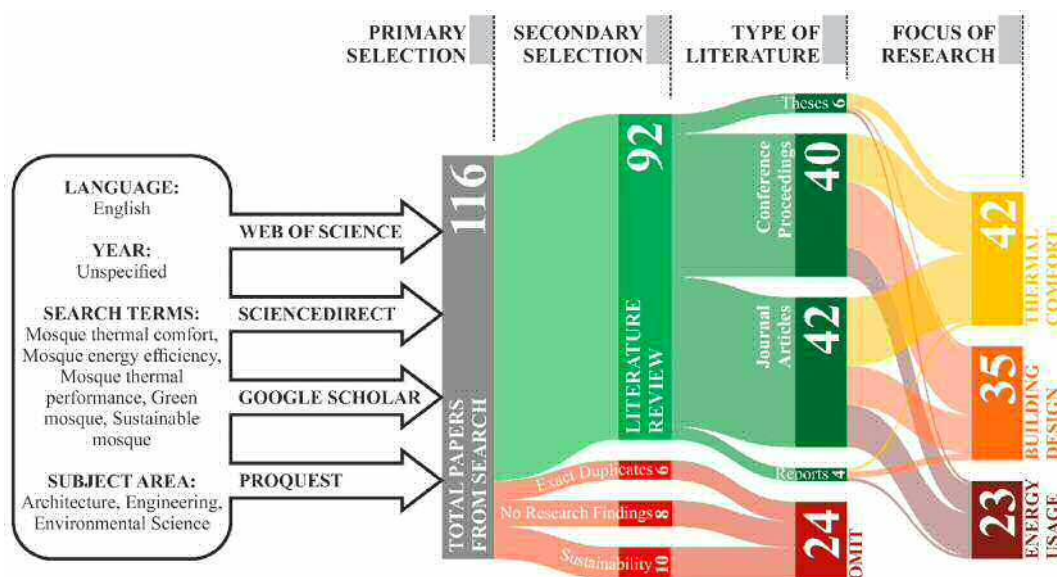 PRIMARY
SELECTION
SECONDARY
SELECTION
TYPE OF
LITERATURE
FOCUS OF
RESEARCH
LANGUAGE:
English
YEAR:
Unspecified
SEARCH TERMS:
Mosque thermal comfort,
Mosque energy efficiency,
Mosque thermal
performance, Green
mosque, Sustainable
mosque
SUBJECT AREA:
Architecture, Engineering,
Environmental Science
WEB OF SCIENCE
SCIENCEDIRECT
GOOGLE SCHOLAR
PROQUEST
TOTAL PAPERS
FROM SEARCH
116
LITERATURE
REVIEW
92
Exact Duplicates 6
No Research Findings 8
Sustainability 10
Theses 6
Conference
Proceedings
40
Journal
Articles
42
Reports 4
OMIT
24
THERMAL
COMFORT
42
BUILDING
DESIGN
35
ENERGY
USAGE
23